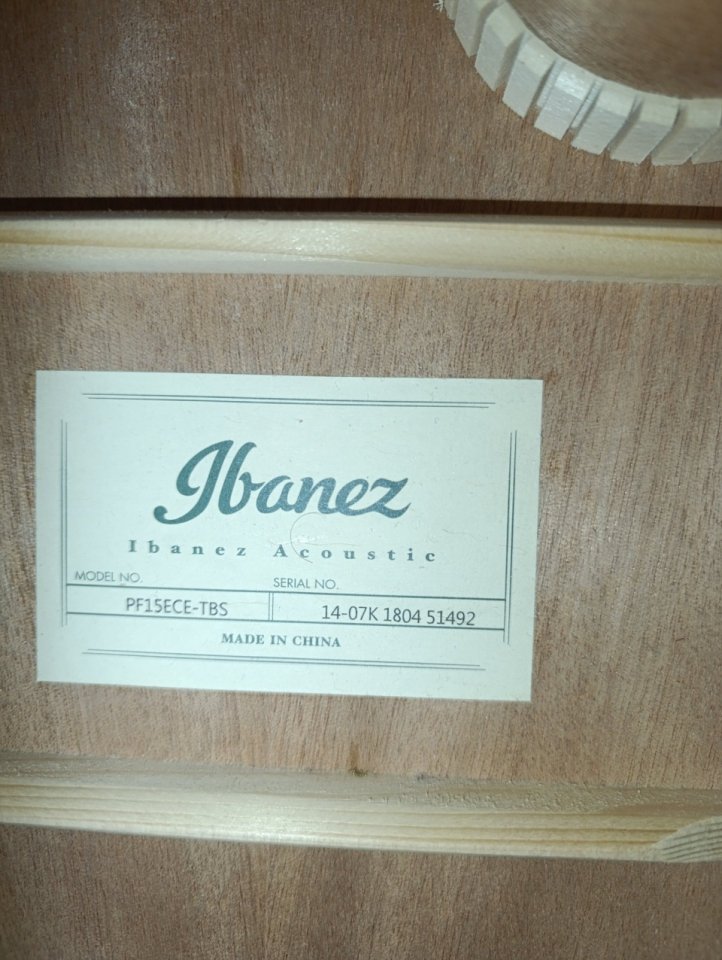 Ibanez
Ibanez Acoustic
MODEL NO. SERIAL NO.
PF15ECE-TBS 14-07K 1804 51492
MADE IN CHINA